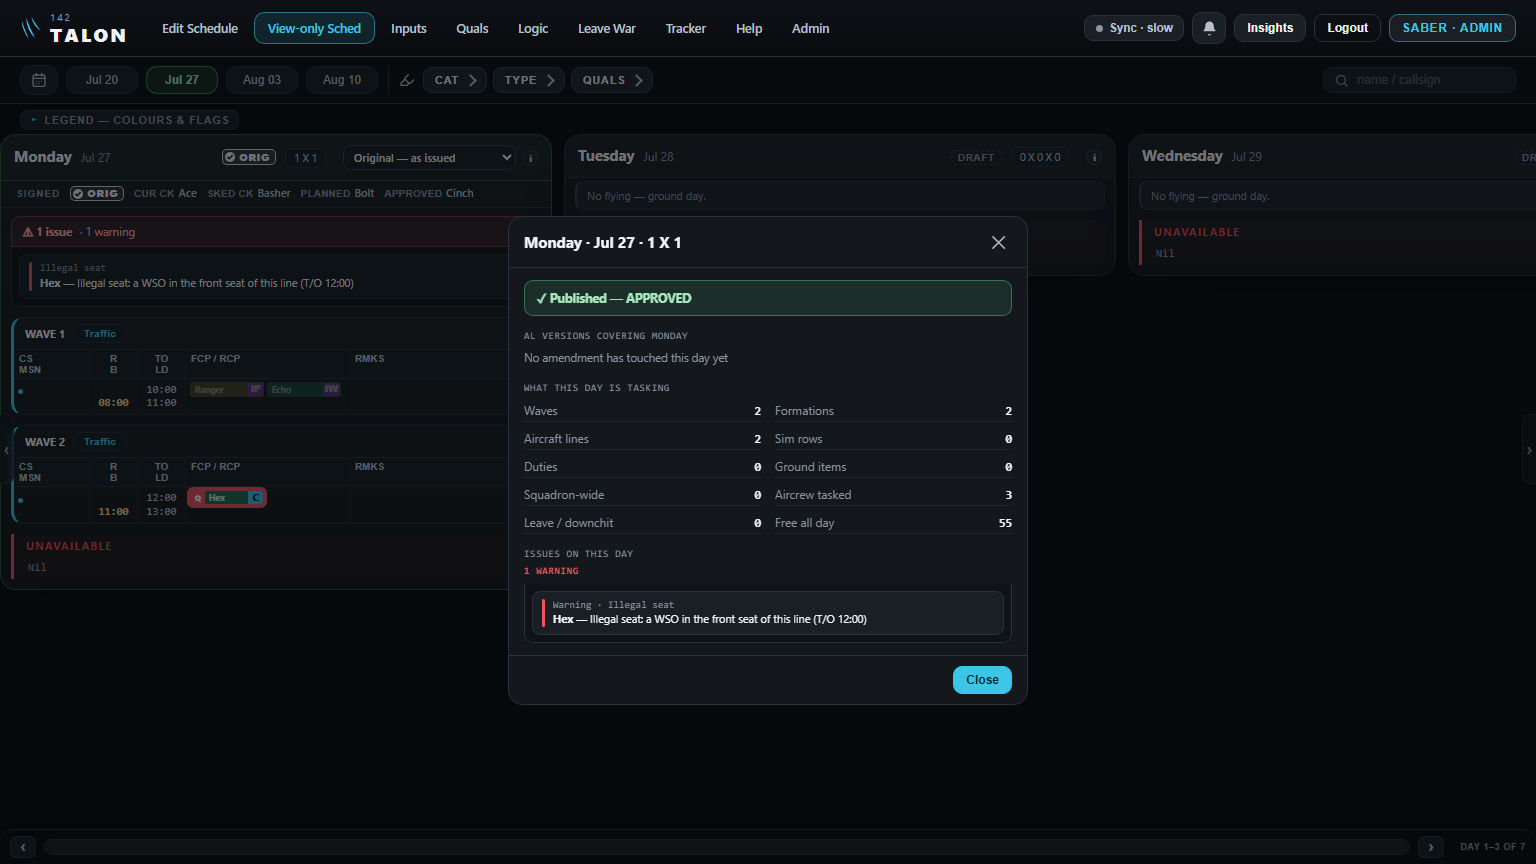 142
TALON
Edit Schedule
View-only Sched
Inputs
Quals
Logic
Leave War
Tracker
Help
Admin
Sync · slow
Insights
Logout
SABER · ADMIN
Jul 20
Jul 27
Aug 03
Aug 10
CAT
TYPE
QUALS
name / callsign
LEGEND — COLOURS & FLAGS
Monday Jul 27
ORIG
1 X 1
Original — as issued
i
SIGNED ORIG CUR CK Ace SKED CK Basher PLANNED Bolt APPROVED Cinch
1 issue · 1 warning
Illegal seat
Hex — Illegal seat: a WSO in the front seat of this line (T/O 12:00)
WAVE 1 Traffic
CS R TO FCP / RCP RMKS
MSN B LD
10:00 Ranger IP Echo IW
08:00 11:00
WAVE 2 Traffic
CS R TO FCP / RCP RMKS
MSN B LD
12:00 Q Hex C
11:00 13:00
UNAVAILABLE
Nil
Tuesday Jul 28
DRAFT
0 X 0 X 0
i
No flying — ground day.
Wednesday Jul 29
DR
No flying — ground day.
UNAVAILABLE
Nil
Monday · Jul 27 · 1 X 1
✓ Published — APPROVED
AL VERSIONS COVERING MONDAY
No amendment has touched this day yet
WHAT THIS DAY IS TASKING
Waves 2 Formations 2
Aircraft lines 2 Sim rows 0
Duties 0 Ground items 0
Squadron-wide 0 Aircrew tasked 3
Leave / downchit 0 Free all day 55
ISSUES ON THIS DAY
1 WARNING
Warning · Illegal seat
Hex — Illegal seat: a WSO in the front seat of this line (T/O 12:00)
Close
DAY 1–3 OF 7